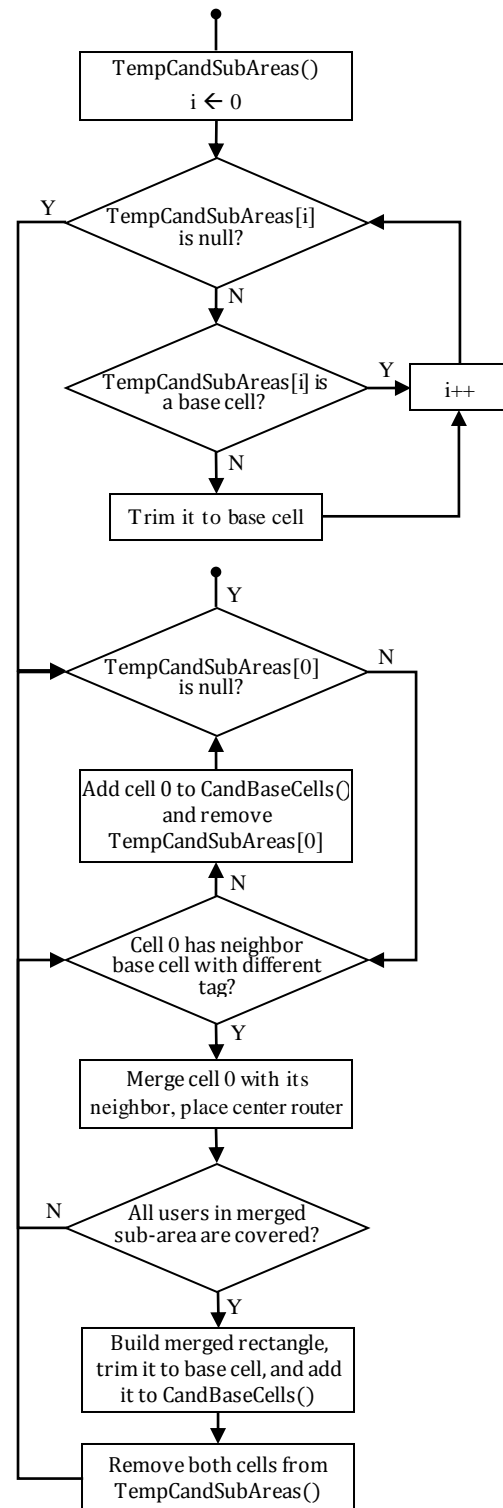 TempCandSubAreas()
i ← 0
Y
TempCandSubAreas[i]
is null?
N
TempCandSubAreas[i] is
a base cell?
Y
i++
N
Trim it to base cell
Y
TempCandSubAreas[0]
is null?
N
Add cell 0 to CandBaseCells()
and remove
TempCandSubAreas[0]
N
Cell 0 has neighbor
base cell with different
tag?
Y
Merge cell 0 with its
neighbor, place center router
N
All users in merged
sub-area are covered?
Y
Build merged rectangle,
trim it to base cell, and add
it to CandBaseCells()
Remove both cells from
TempCandSubAreas()